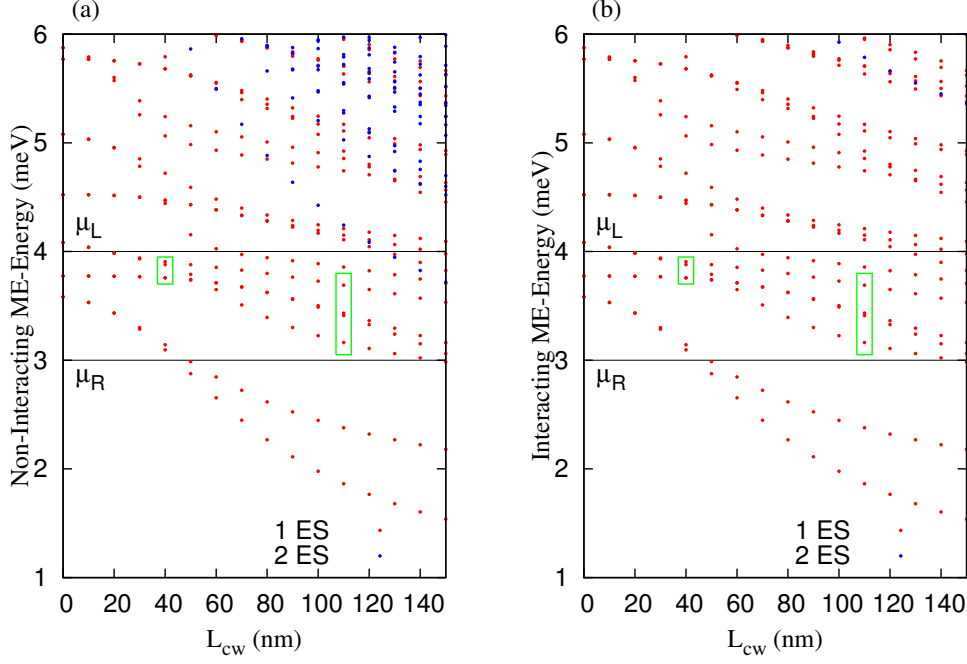 (a)
Non-Interacting ME-Energy (meV)
6
5
4
3
2
1
μL
μR
1 ES
2 ES
0 20 40 60 80 100 120 140
Lcw (nm)
(b)
Interacting ME-Energy (meV)
6
5
4
3
2
1
μL
μR
1 ES
2 ES
0 20 40 60 80 100 120 140
Lcw (nm)